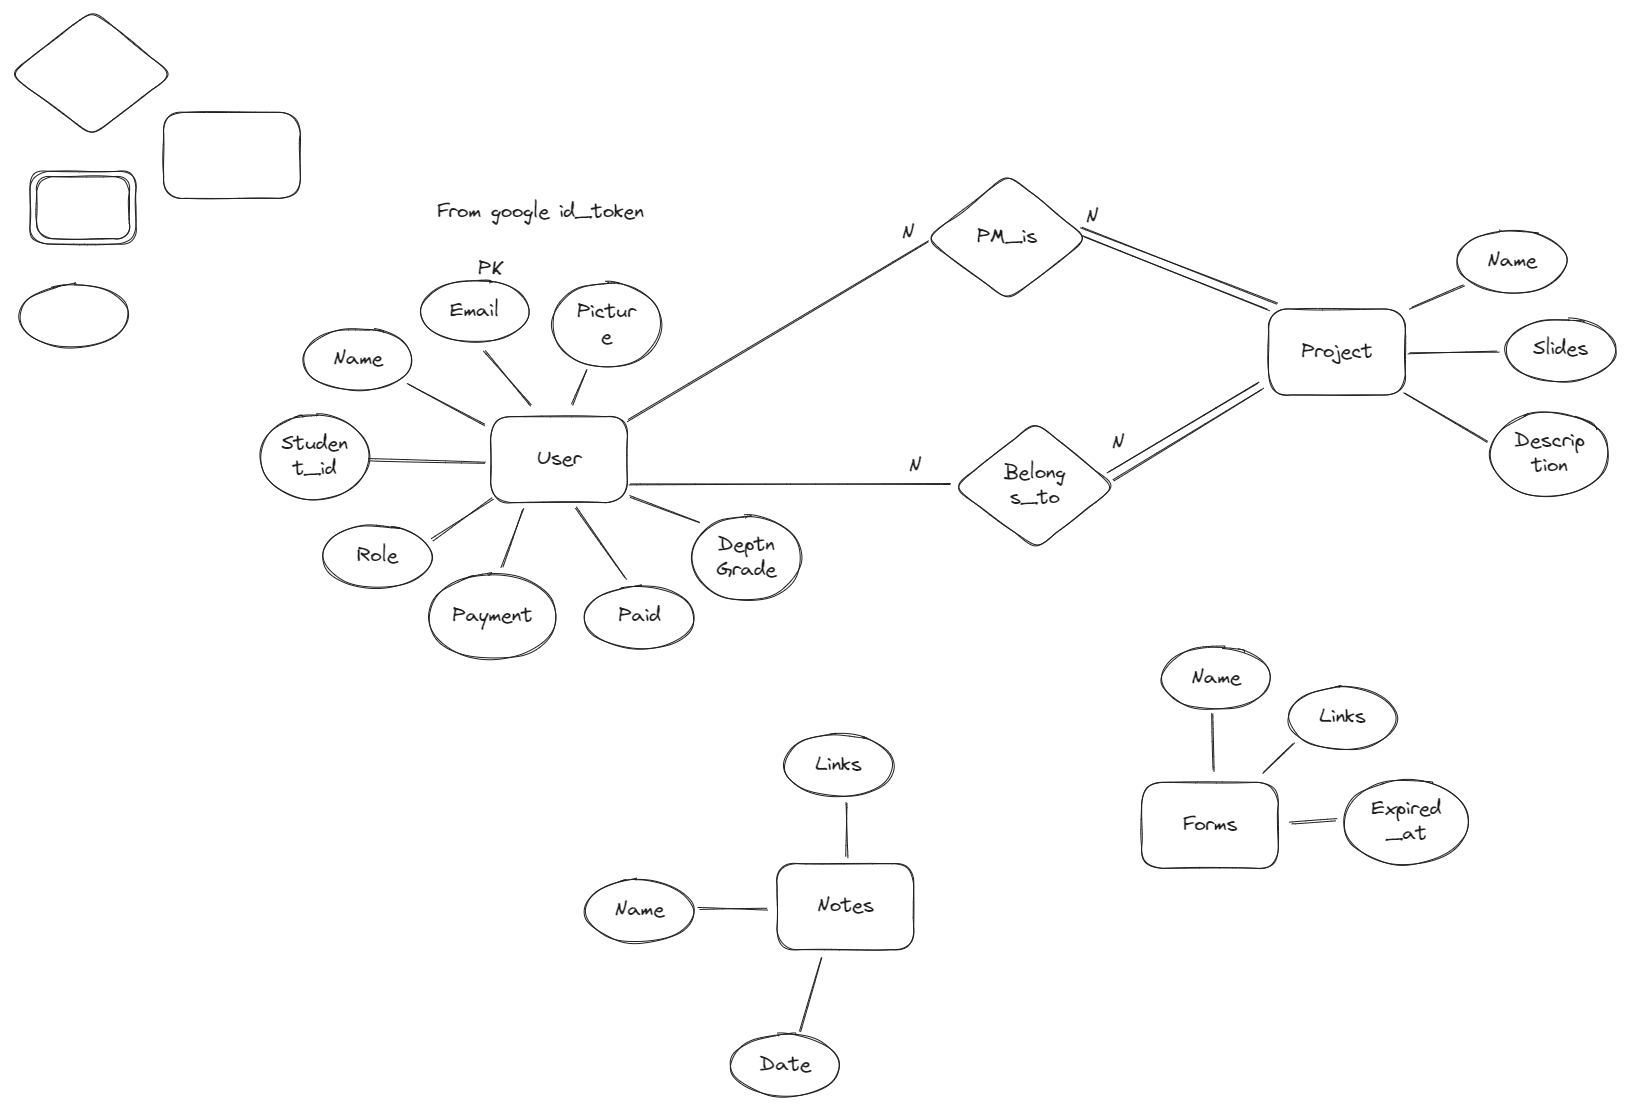 From google id_token
PK
Email
Pictur
e
Name
Studen
t_id
User
Role
Payment
Paid
Deptn
Grade
N
PM_is
N
N
Belong
s_to
N
Project
Name
Slides
Descrip
tion
Name
Links
Forms
Expired
_at
Links
Name
Notes
Date